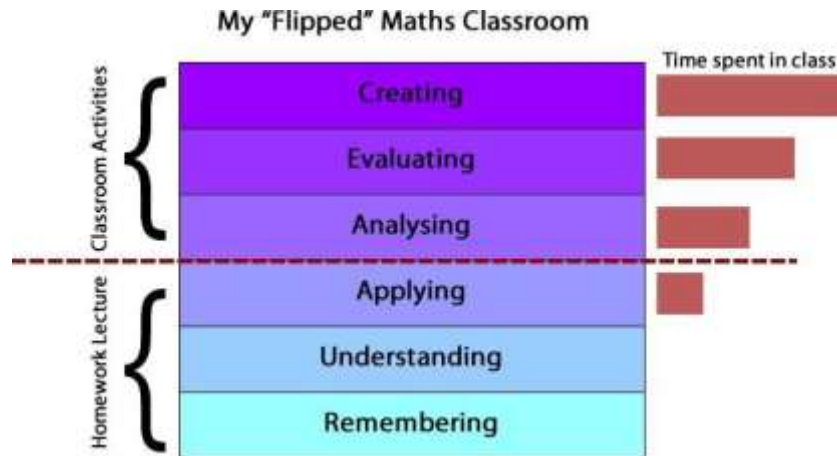 My “Flipped” Maths Classroom
Time spent in class
Classroom Activities
Creating
Evaluating
Analysing
Homework Lecture
Applying
Understanding
Remembering